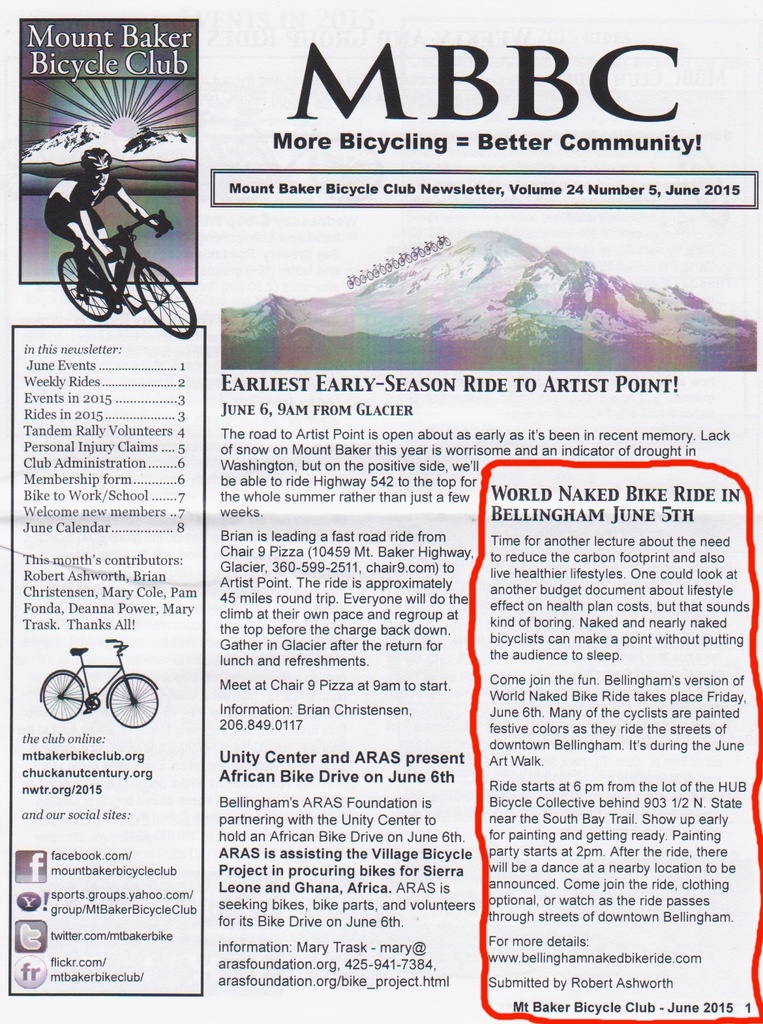 Mount Baker
Bicycle Club
MBBC
More Bicycling = Better Community!
Mount Baker Bicycle Club Newsletter, Volume 24 Number 5, June 2015
in this newsletter:
June Events ........................ 1
Weekly Rides ...................... 2
Events in 2015 ................... 3
Rides in 2015 ..................... 3
Tandem Rally Volunteers 4
Personal Injury Claims .... 5
Club Administration ....... 6
Membership form ............ 6
Bike to Work/School ....... 7
Welcome new members .. 7
June Calendar .................. 8
This month's contributors:
Robert Ashworth, Brian
Christensen, Mary Cole, Pam
Fonda, Deanna Power, Mary
Trask. Thanks All!
the club online:
mtbakerbikeclub.org
chuckanutcentury.org
nwtr.org/2015
and our social sites:
facebook.com/
mountbakerbicycleclub
sports.groups.yahoo.com/
group/MtBakerBicycleClub
twitter.com/mtbakerbike
flickr.com/
mtbakerbikeclub/
Earliest Early-Season Ride to Artist Point!
June 6, 9am from Glacier
The road to Artist Point is open about as early as it's been in recent memory. Lack
of snow on Mount Baker this year is worrisome and an indicator of drought in
Washington, but on the positive side, we'll
be able to ride Highway 542 to the top for
the whole summer rather than just a few
weeks.
Brian is leading a fast road ride from
Chair 9 Pizza (10459 Mt. Baker Highway,
Glacier, 360-599-2511, chair9.com) to
Artist Point. The ride is approximately
45 miles round trip. Everyone will do the
climb at their own pace and regroup at
the top before the charge back down.
Gather in Glacier after the return for
lunch and refreshments.
Meet at Chair 9 Pizza at 9am to start.
Information: Brian Christensen,
206.849.0117
Unity Center and ARAS present
African Bike Drive on June 6th
Bellingham's ARAS Foundation is
partnering with the Unity Center to
hold an African Bike Drive on June 6th.
ARAS is assisting the Village Bicycle
Project in procuring bikes for Sierra
Leone and Ghana, Africa. ARAS is
seeking bikes, bike parts, and volunteers
for its Bike Drive on June 6th.
information: Mary Trask - mary@
arasfoundation.org, 425-941-7384,
arasfoundation.org/bike_project.html
World Naked Bike Ride in
Bellingham June 5th
Time for another lecture about the need
to reduce the carbon footprint and also
live healthier lifestyles. One could look at
another budget document about lifestyle
effect on health plan costs, but that sounds
kind of boring. Naked and nearly naked
bicyclists can make a point without putting
the audience to sleep.
Come join the fun. Bellingham's version of
World Naked Bike Ride takes place Friday,
June 6th. Many of the cyclists are painted
festive colors as they ride the streets of
downtown Bellingham. It's during the June
Art Walk.
Ride starts at 6 pm from the lot of the HUB
Bicycle Collective behind 903 1/2 N. State
near the South Bay Trail. Show up early
for painting and getting ready. Painting
party starts at 2pm. After the ride, there
will be a dance at a nearby location to be
announced. Come join the ride, clothing
optional, or watch as the ride passes
through streets of downtown Bellingham.
For more details:
www.bellinghamnakedbikeride.com
Submitted by Robert Ashworth
Mt Baker Bicycle Club - June 2015 1